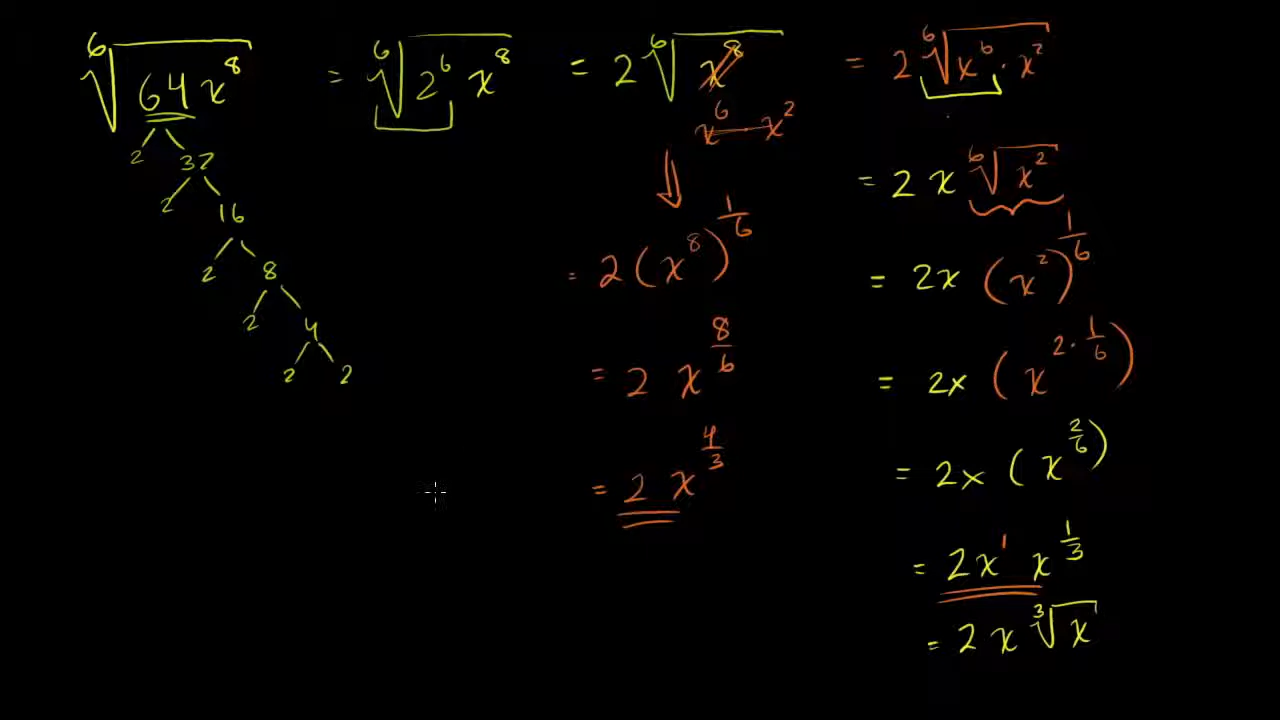 ⁶√(64x⁸) = ⁶√(2⁶ x⁸) = 2 ⁶√(x⁸) = 2 ⁶√(x⁶ · x²)
x⁶ · x²
2 37
2 16
2 8
2 4
2 2
= 2(x⁸)^(1/6)
= 2 x^(8/6)
= 2 x^(4/3)
= 2 x ⁶√(x²)
= 2x (x²)^(1/6)
= 2x (x^(2·1/6))
= 2x (x^(2/6))
= 2x¹ x^(1/3)
= 2 x ³√x